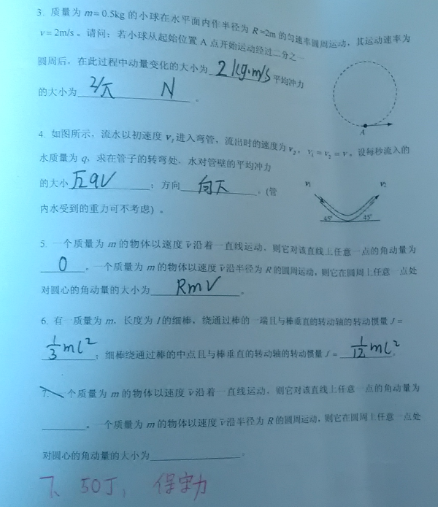 3. 质量为 m=0.5kg 的小球在水平面内作半径为 R=2m 的匀速率圆周运动，其运动速率为
v=2m/s。请问：若小球从起始位置 A 点开始运动经过二分之一
圆周后，在此过程中动量变化的大小为 2kg·m/s 平均冲力
的大小为 2/π N 。
A
4. 如图所示，流水以初速度 v₁ 进入弯管，流出时的速度为 v₂，v₁=v₂=v。设每秒流入的
水质量为 q，求在管子的转弯处，水对管壁的平均冲力
的大小 √2qv ；方向 向下 。(管
内水受到的重力可不考虑)。
v₁ v₂
45° 45°
5. 一个质量为 m 的物体以速度 v 沿着一直线运动，则它对该直线上任意一点的角动量为
0 。一个质量为 m 的物体以速度 v 沿半径为 R 的圆周运动，则它在圆周上任意一点处
对圆心的角动量的大小为 Rmv 。
6. 有一质量为 m，长度为 l 的细棒，绕通过棒的一端且与棒垂直的转动轴的转动惯量 J =
1/3 ml² ；细棒绕通过棒的中点且与棒垂直的转动轴的转动惯量 J = 1/12 ml²
7. 一个质量为 m 的物体以速度 v 沿着一直线运动，则它对该直线上任意一点的角动量为
。一个质量为 m 的物体以速度 v 沿半径为 R 的圆周运动，则它在圆周上任意一点处
对圆心的角动量的大小为 。
7、50J，保守力